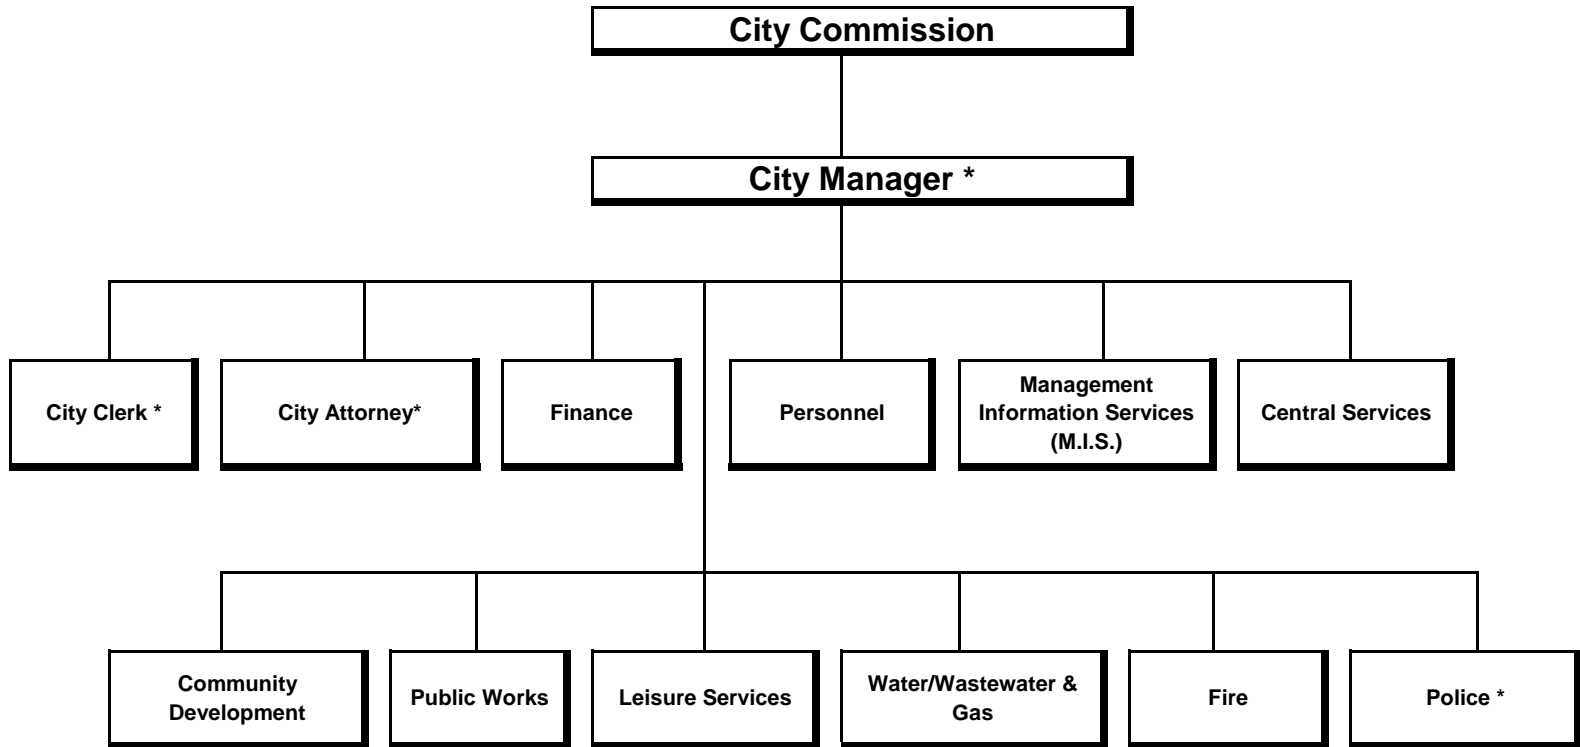 City Commission
City Manager *
City Clerk *
City Attorney*
Finance
Personnel
Management
Information Services
(M.I.S.)
Central Services
Community
Development
Public Works
Leisure Services
Water/Wastewater &
Gas
Fire
Police *